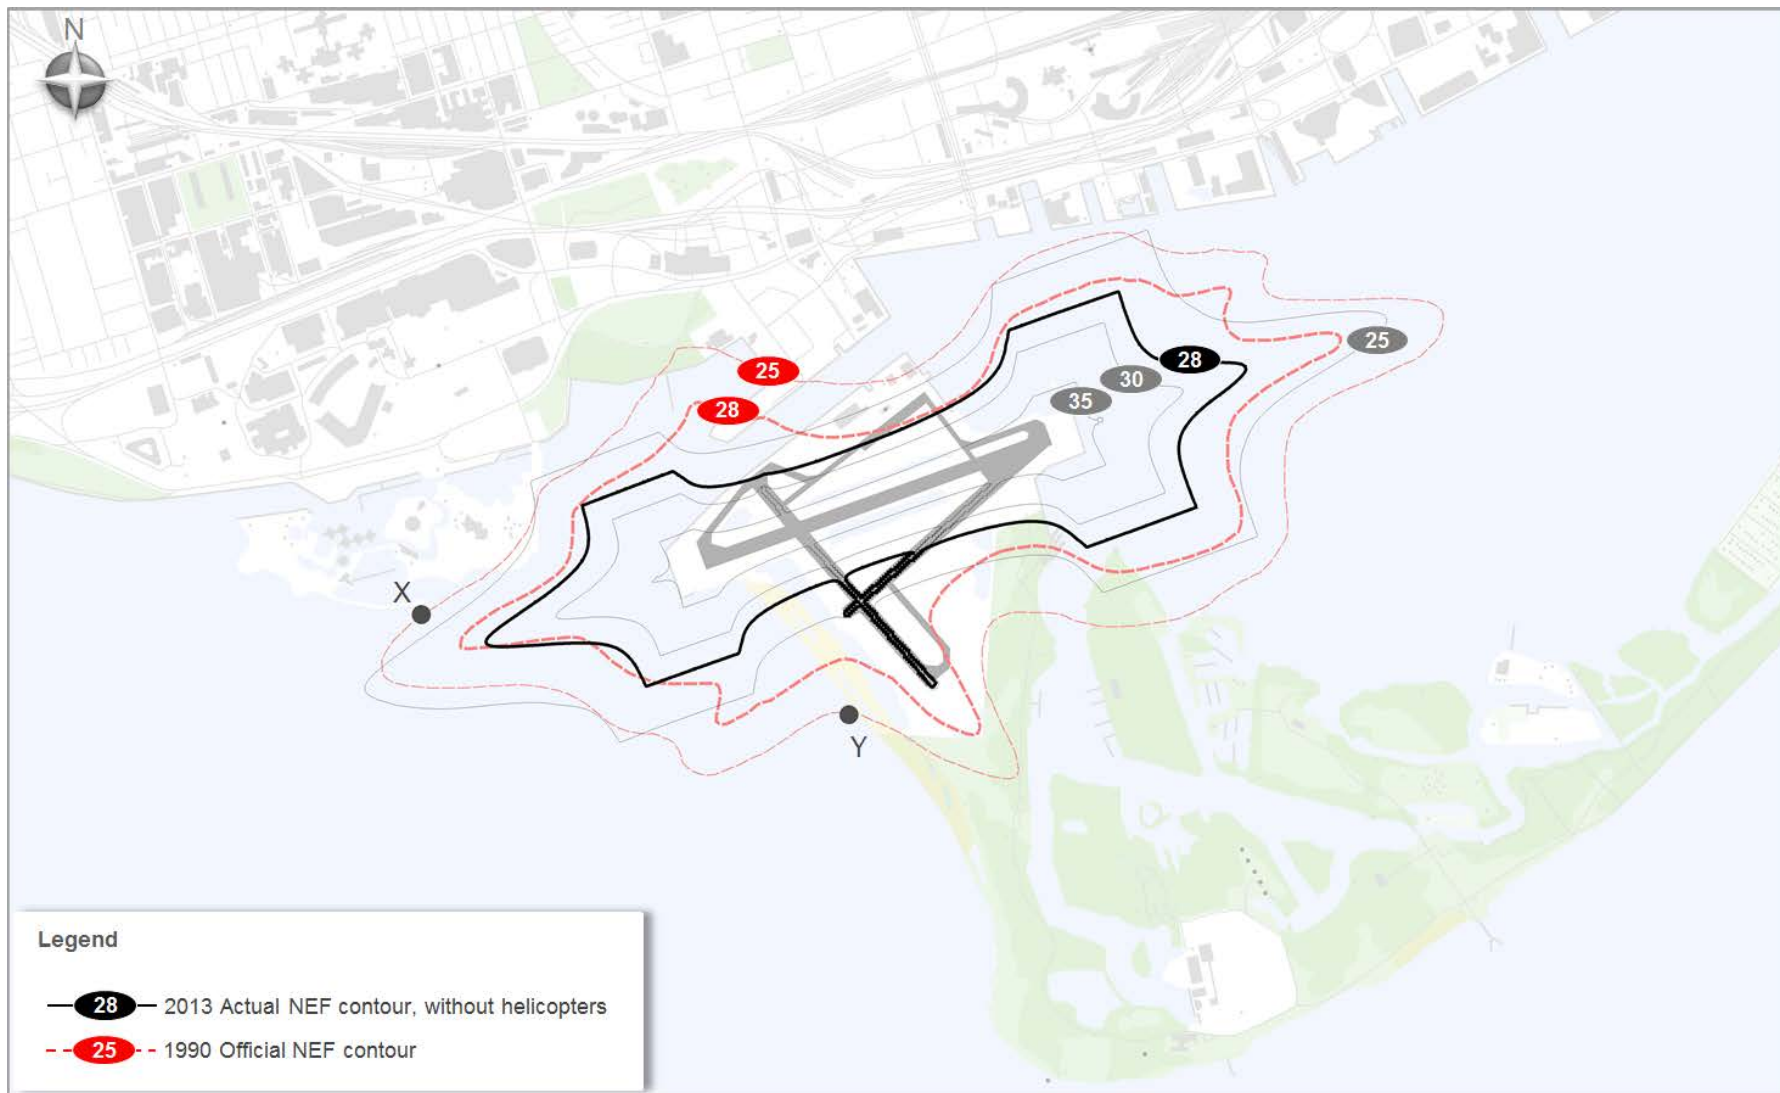 N
25
28
25
28
30
35
X
Y
Legend
28 2013 Actual NEF contour, without helicopters
25 1990 Official NEF contour